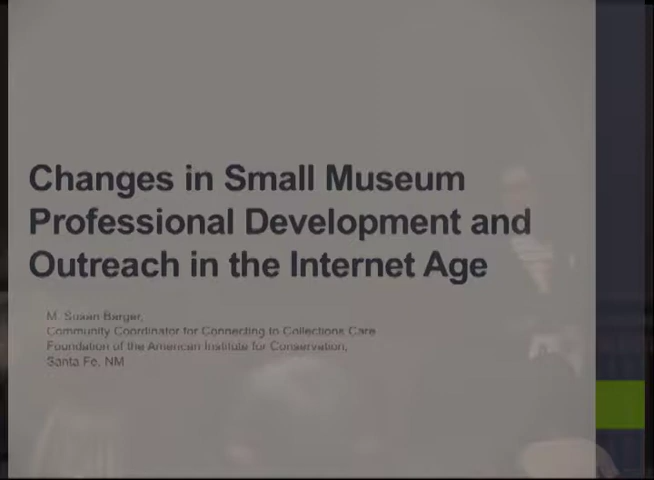 Changes in Small Museum
Professional Development and
Outreach in the Internet Age
M. Susan Barger,
Community Coordinator for Connecting to Collections Care
Foundation of the American Institute for Conservation,
Santa Fe, NM